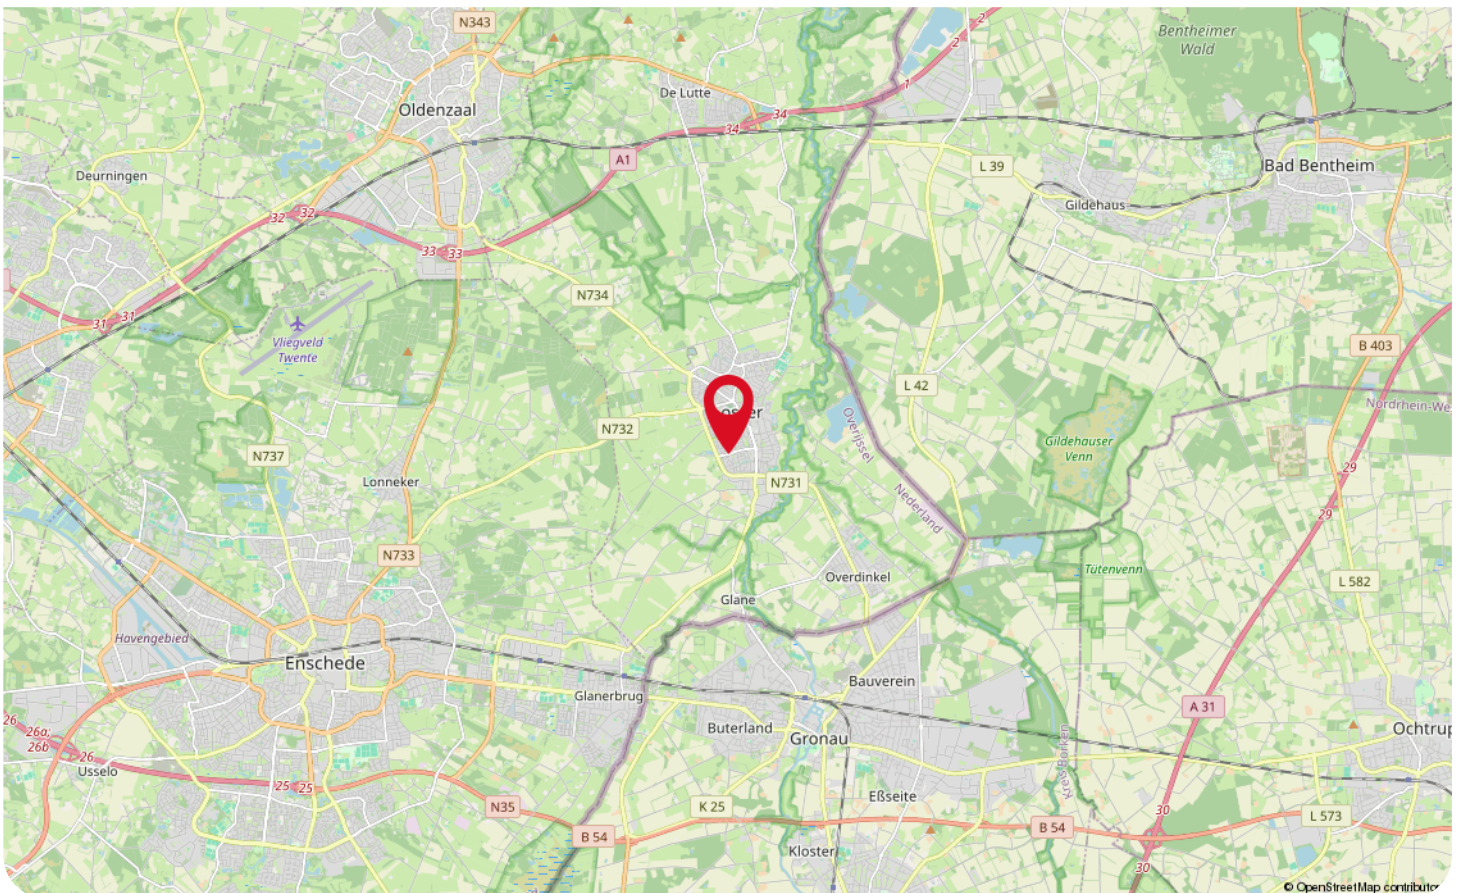 N343
A1
2
2
Bentheimer
Wald
1
De Lutte
Oldenzaal
34
34
A1
L 39
Bad Bentheim
Deurningen
Gildehaus
32
32
33
33
N734
31
31
Vliegveld
Twente
B 403
L 42
Nordrhein-We
Overijssel
N732
Gildehauser
Venn
N737
29
Lonneker
N731
Nederland
29
N733
Tütenvenn
Overdinkel
L 582
Glane
Havengebied
Enschede
Bauverein
Glanerbrug
A 31
26
26a;
26b
26
Buterland
Gronau
Ochtrup
Kreis Borken
Usselo
25
25
Eßseite
N35
K 25
30
L 573
B 54
B 54
Kloster
30
© OpenStreetMap contributor